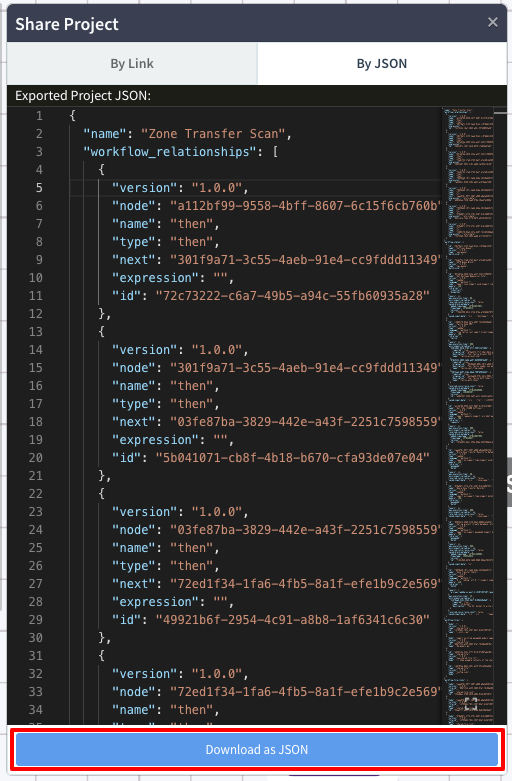 Share Project
×
By Link
By JSON
Exported Project JSON:
1 {
2 "name": "Zone Transfer Scan",
3 "workflow_relationships": [
4 {
5 "version": "1.0.0",
6 "node": "a112bf99-9558-4bff-8607-6c15f6cb760b"
7 "name": "then",
8 "type": "then",
9 "next": "301f9a71-3c55-4aeb-91e4-cc9fddd11349"
10 "expression": "",
11 "id": "72c73222-c6a7-49b5-a94c-55fb60935a28"
12 },
13 {
14 "version": "1.0.0",
15 "node": "301f9a71-3c55-4aeb-91e4-cc9fddd11349"
16 "name": "then",
17 "type": "then",
18 "next": "03fe87ba-3829-442e-a43f-2251c7598559"
19 "expression": "",
20 "id": "5b041071-cb8f-4b18-b670-cfa93de07e04"
21 },
22 {
23 "version": "1.0.0",
24 "node": "03fe87ba-3829-442e-a43f-2251c7598559"
25 "name": "then",
26 "type": "then",
27 "next": "72ed1f34-1fa6-4fb5-8a1f-efe1b9c2e569"
28 "expression": "",
29 "id": "49921b6f-2954-4c91-a8b8-1af6341c6c30"
30 },
31 {
32 "version": "1.0.0",
33 "node": "72ed1f34-1fa6-4fb5-8a1f-efe1b9c2e569"
34 "name": "then",
Download as JSON